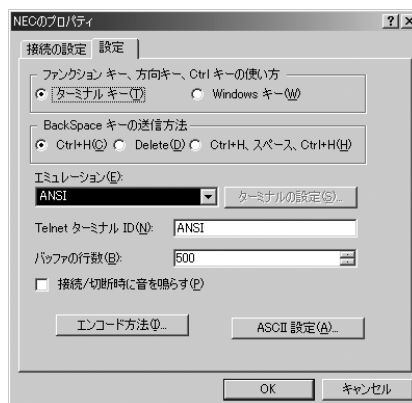 NECのプロパティ
接続の設定 設定
ファンクション キー、方向キー、Ctrl キーの使い方
ターミナル キー(T) Windows キー(W)
BackSpace キーの送信方法
Ctrl+H(C) Delete(D) Ctrl+H、スペース、Ctrl+H(H)
エミュレーション(E):
ANSI ターミナルの設定(S)...
Telnet ターミナル ID(N): ANSI
バッファの行数(B): 500
接続/切断時に音を鳴らす(P)
エンコード方法(I)... ASCII 設定(A)...
OK キャンセル